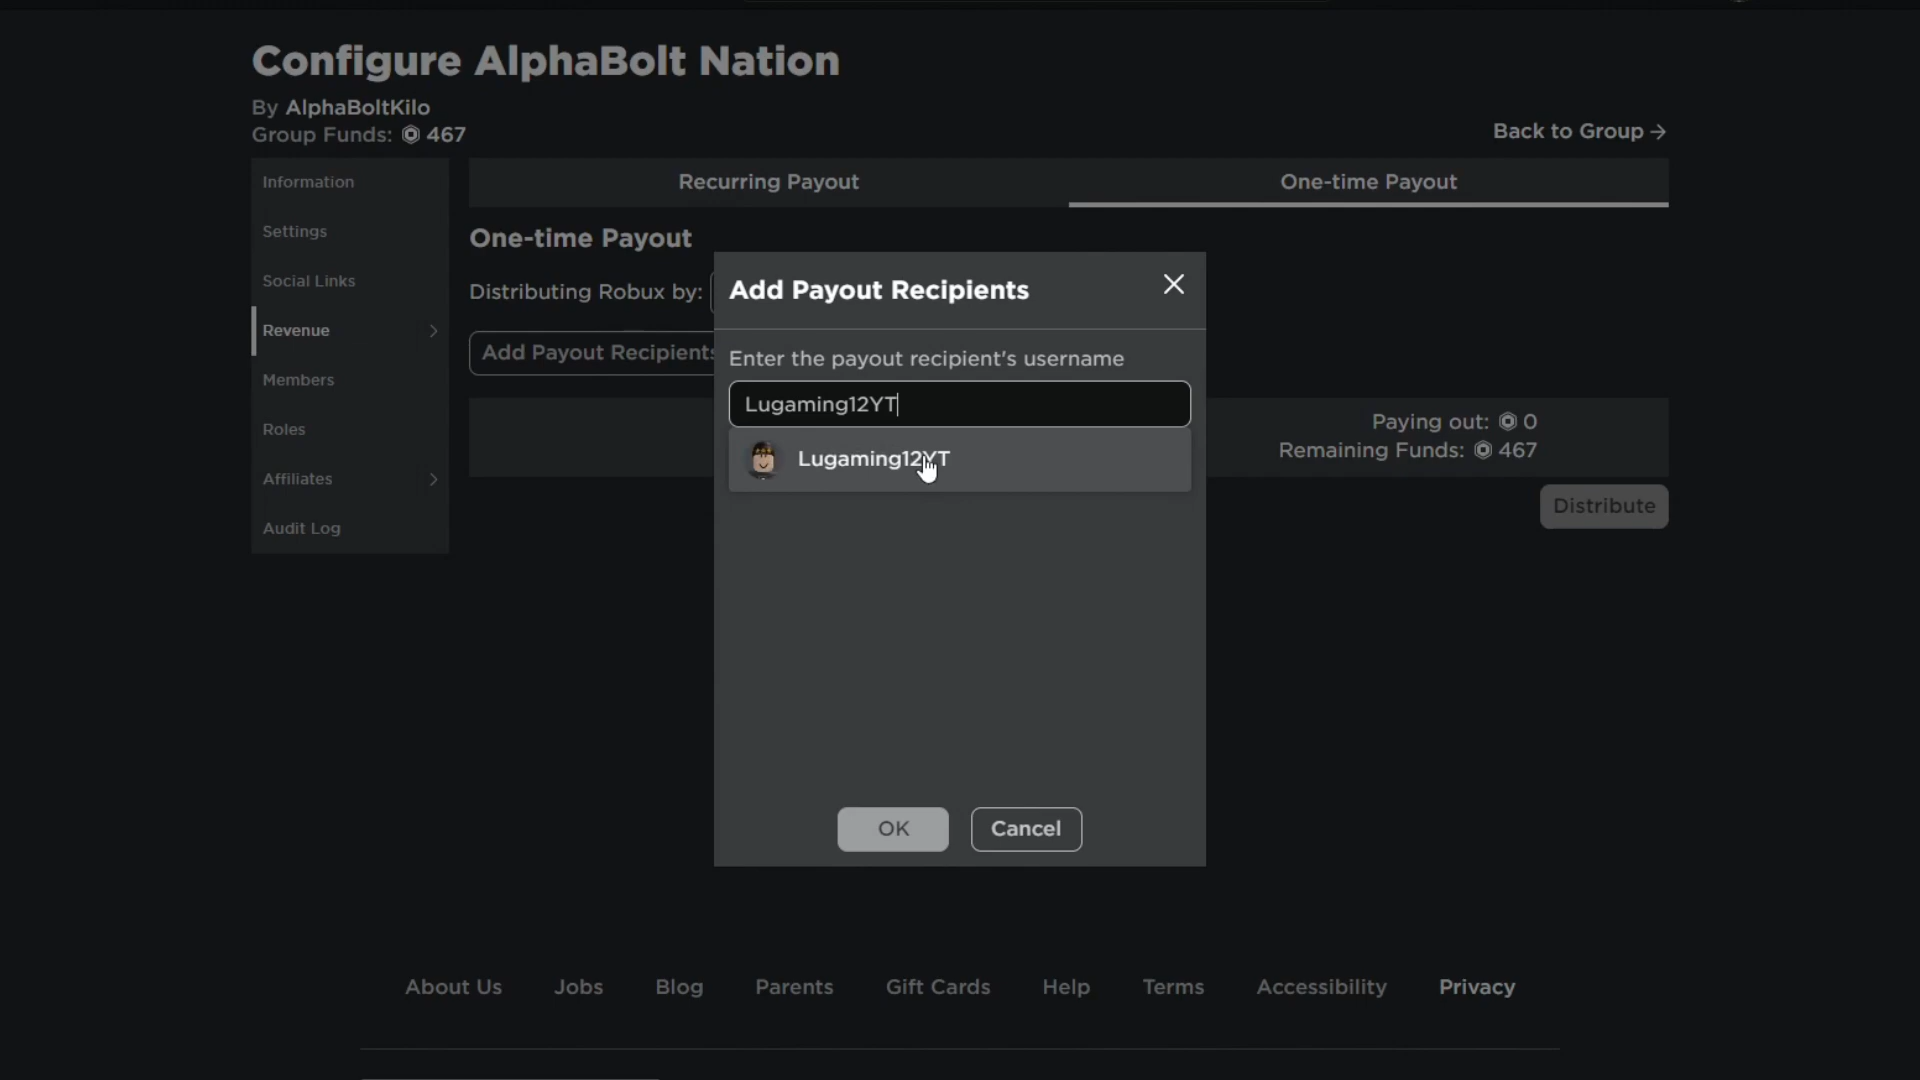 Configure AlphaBolt Nation
By AlphaBoltKilo
Group Funds: 467
Back to Group →
Information
Settings
Social Links
Revenue
Members
Roles
Affiliates
Audit Log
Recurring Payout
One-time Payout
One-time Payout
Distributing Robux by:
Add Payout Recipients
Add Payout Recipients
Enter the payout recipient's username
Lugaming12YT
Lugaming12YT
OK
Cancel
Paying out: 0
Remaining Funds: 467
Distribute
About Us
Jobs
Blog
Parents
Gift Cards
Help
Terms
Accessibility
Privacy